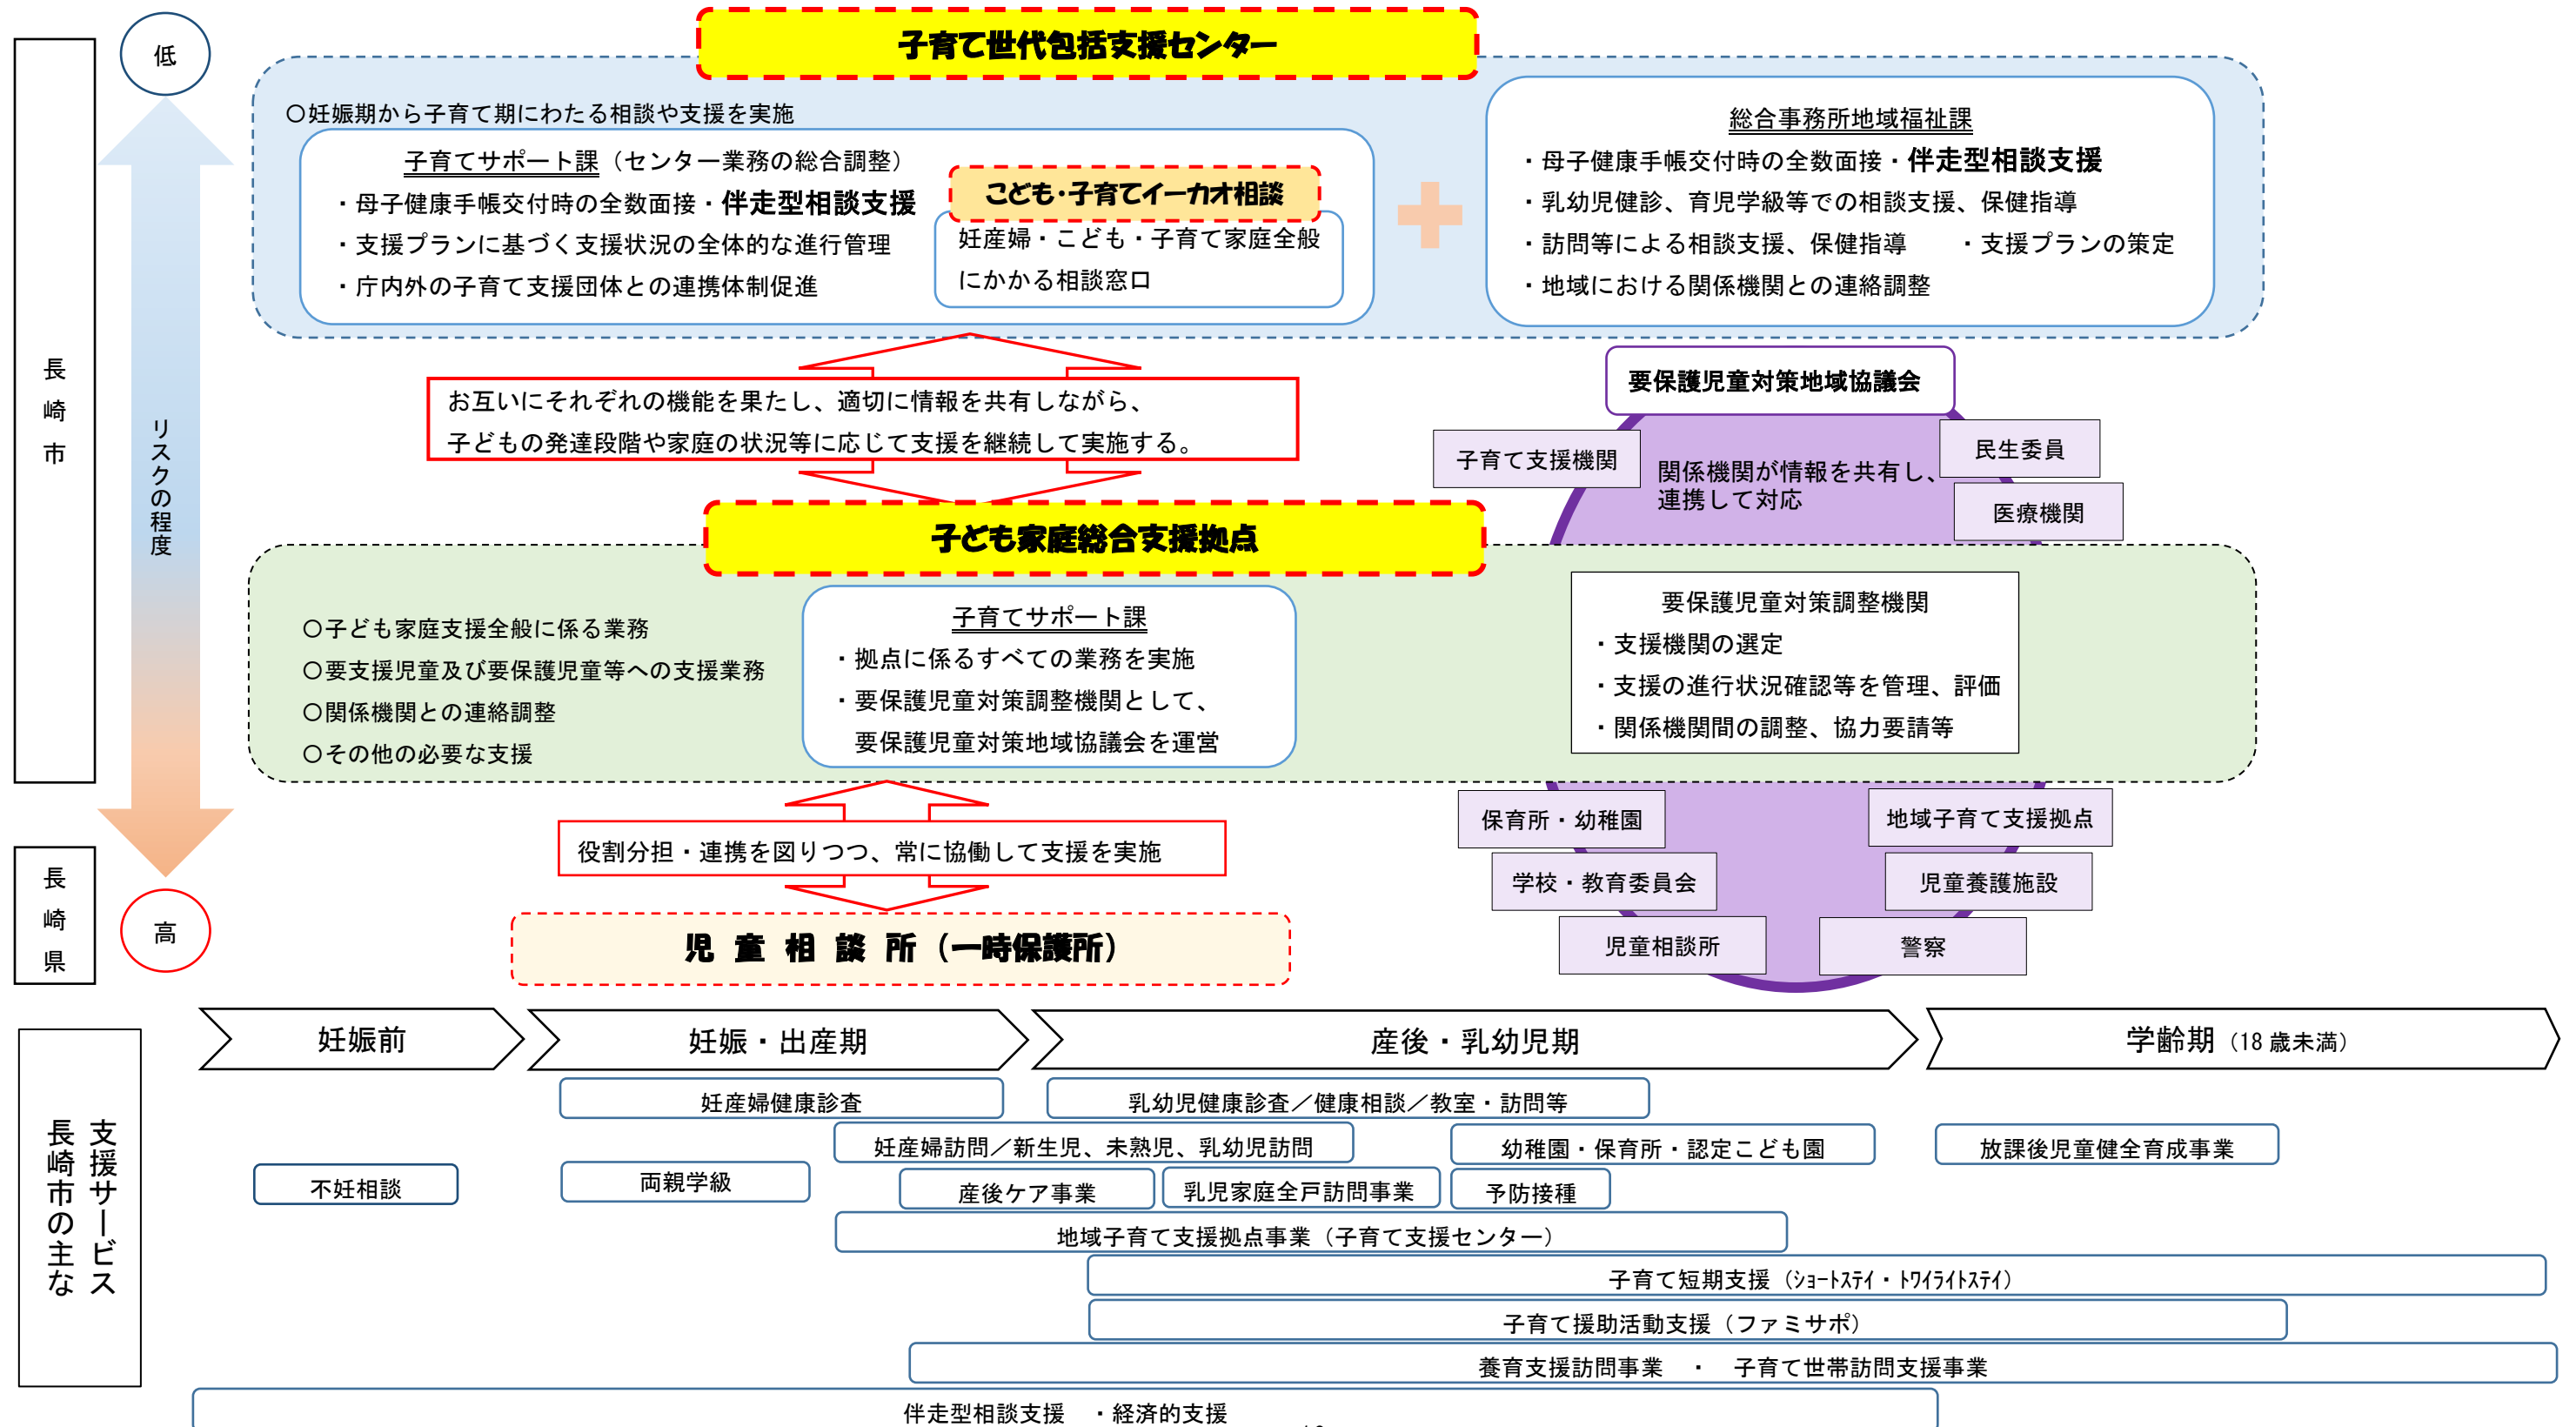 子育て世代包括支援センター
低
長崎市
リスクの程度
〇妊娠期から子育て期にわたる相談や支援を実施
子育てサポート課（センター業務の総合調整）
・母子健康手帳交付時の全数面接・伴走型相談支援
・支援プランに基づく支援状況の全体的な進行管理
・庁内外の子育て支援団体との連携体制促進
こども・子育てイーカオ相談
妊産婦・こども・子育て家庭全般
にかかる相談窓口
総合事務所地域福祉課
・母子健康手帳交付時の全数面接・伴走型相談支援
・乳幼児健診、育児学級等での相談支援、保健指導
・訪問等による相談支援、保健指導　　・支援プランの策定
・地域における関係機関との連絡調整
お互いにそれぞれの機能を果たし、適切に情報を共有しながら、
子どもの発達段階や家庭の状況等に応じて支援を継続して実施する。
要保護児童対策地域協議会
子育て支援機関
民生委員
関係機関が情報を共有し、
連携して対応
医療機関
子ども家庭総合支援拠点
〇子ども家庭支援全般に係る業務
〇要支援児童及び要保護児童等への支援業務
〇関係機関との連絡調整
〇その他の必要な支援
子育てサポート課
・拠点に係るすべての業務を実施
・要保護児童対策調整機関として、
要保護児童対策地域協議会を運営
要保護児童対策調整機関
・支援機関の選定
・支援の進行状況確認等を管理、評価
・関係機関間の調整、協力要請等
役割分担・連携を図りつつ、常に協働して支援を実施
保育所・幼稚園
地域子育て支援拠点
学校・教育委員会
児童養護施設
児童相談所
警察
長崎県
高
児童相談所（一時保護所）
妊娠前
妊娠・出産期
産後・乳幼児期
学齢期（18歳未満）
長崎市の主な
支援サービス
妊産婦健康診査
乳幼児健康診査／健康相談／教室・訪問等
妊産婦訪問／新生児、未熟児、乳幼児訪問
幼稚園・保育所・認定こども園
放課後児童健全育成事業
不妊相談
両親学級
産後ケア事業
乳児家庭全戸訪問事業
予防接種
地域子育て支援拠点事業（子育て支援センター）
子育て短期支援（ｼｮｰﾄｽﾃｲ・ﾄﾜｲﾗｲﾄｽﾃｲ）
子育て援助活動支援（ファミサポ）
養育支援訪問事業　・　子育て世帯訪問支援事業
伴走型相談支援　・経済的支援